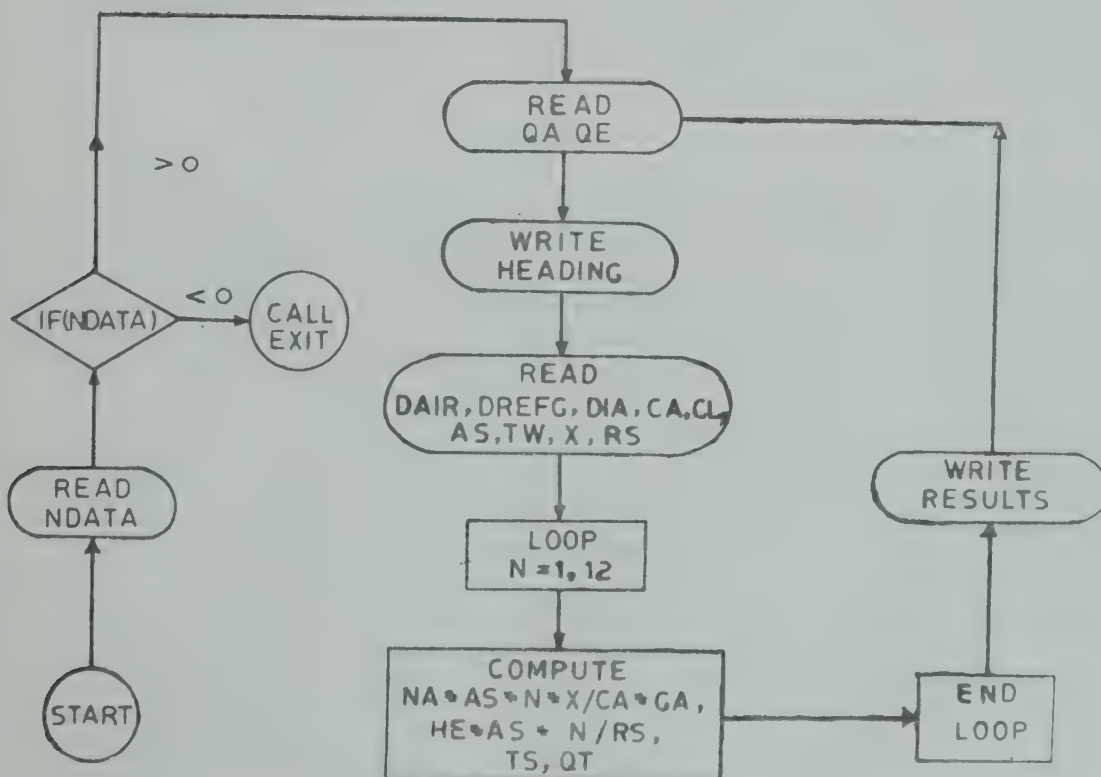 START
READ
NDATA
IF(NDATA)
< 0
CALL
EXIT
> 0
READ
QA QE
WRITE
HEADING
READ
DAIR, DREFG, DIA, CA, CL,
AS, TW, X, RS
LOOP
N = 1, 12
COMPUTE
NA*AS*N*X/CA*GA,
HE*AS* N/RS,
TS, QT
END
LOOP
WRITE
RESULTS